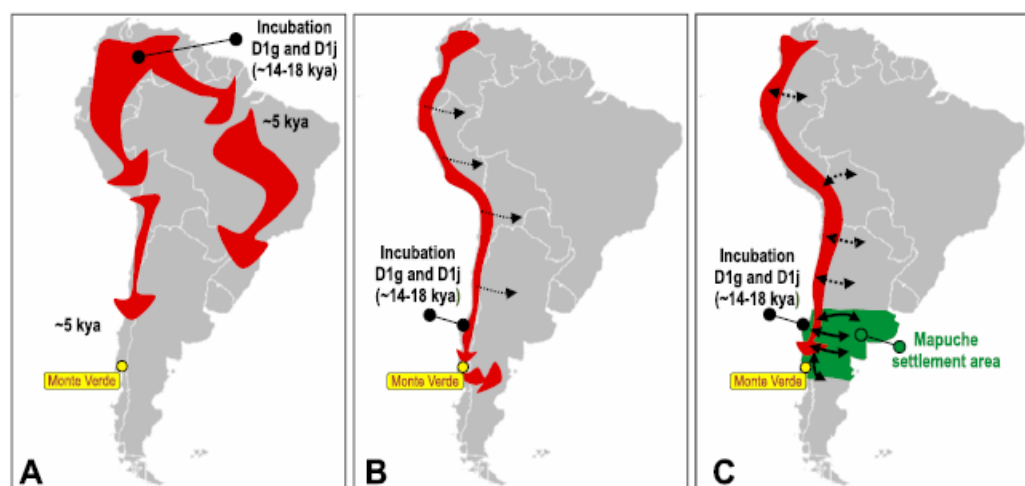 Incubation
D1g and D1j
(~14-18 kya)
~5 kya
~5 kya
Monte Verde
A
Incubation
D1g and D1j
(~14-18 kya)
Monte Verde
B
Incubation
D1g and D1j
(~14-18 kya)
Mapuche
settlement area
Monte Verde
C